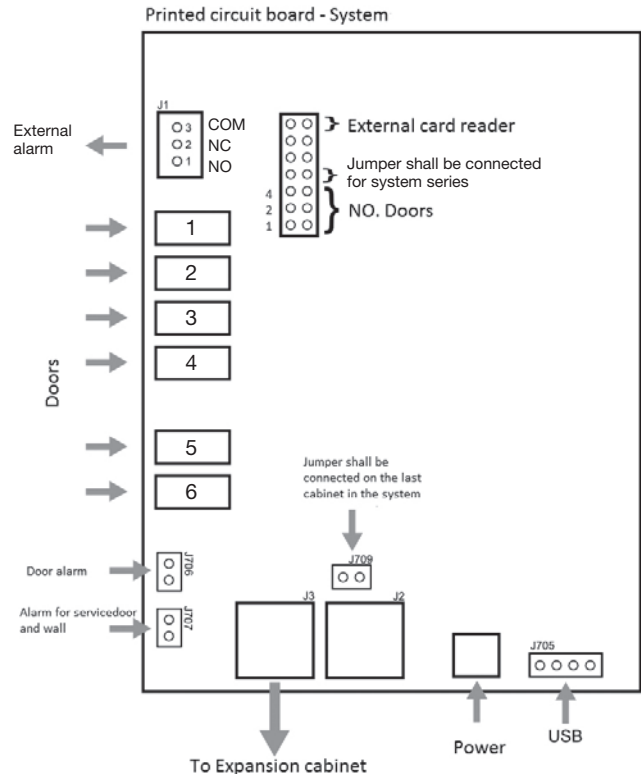 Printed circuit board - System
J1
External
alarm
3 COM
2 NC
1 NO
External card reader
Jumper shall be connected
for system series
4
2
1
NO. Doors
1
2
3
4
Doors
5
6
Jumper shall be
connected on the last
cabinet in the system
Door alarm
J706
J709
Alarm for servicedoor
and wall
J707
J3
J2
J705
Power
USB
To Expansion cabinet